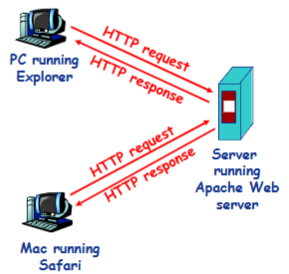 HTTP request
HTTP response
PC running
Explorer
Server
running
Apache Web
server
HTTP request
HTTP response
Mac running
Safari